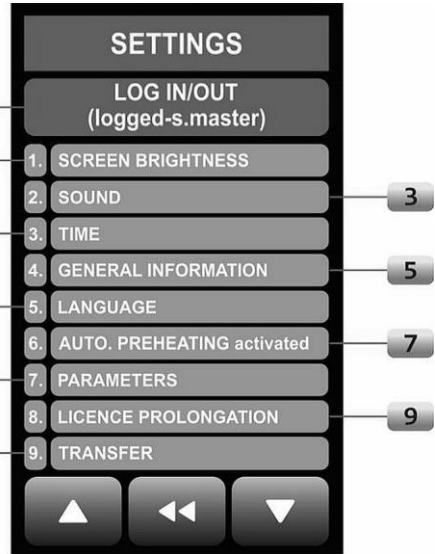 SETTINGS
LOG IN/OUT
(logged-s.master)
1. SCREEN BRIGHTNESS
2. SOUND
3
3. TIME
4. GENERAL INFORMATION
5
5. LANGUAGE
6. AUTO. PREHEATING activated
7
7. PARAMETERS
8. LICENCE PROLONGATION
9
9. TRANSFER